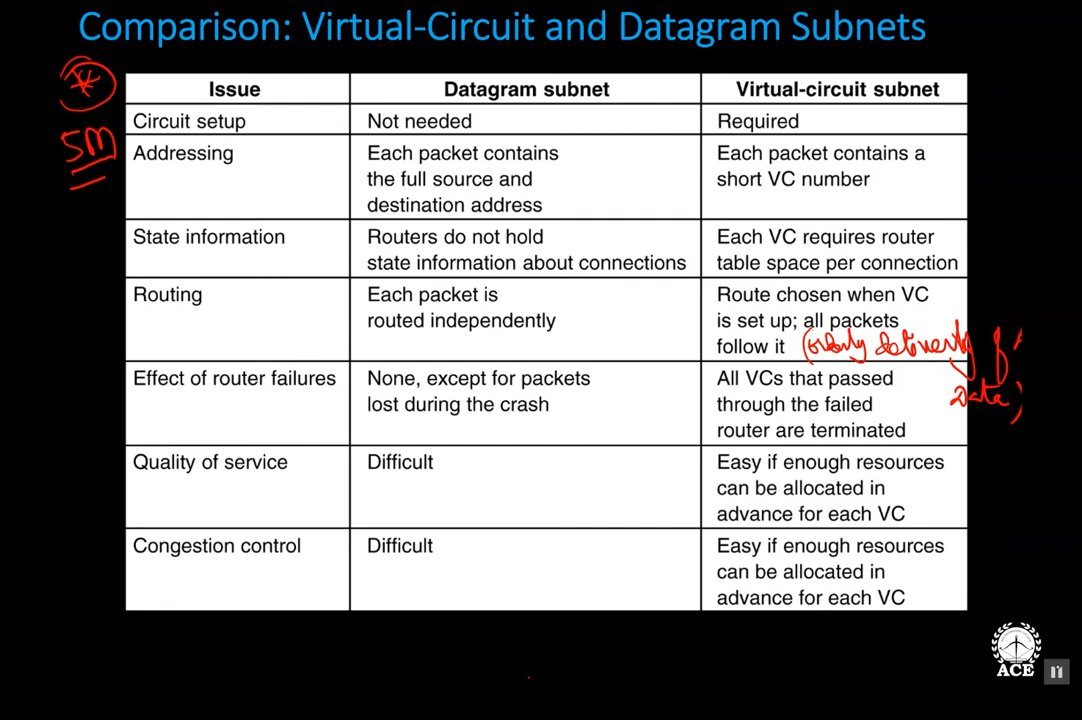 Comparison: Virtual-Circuit and Datagram Subnets
5M
Issue Datagram subnet Virtual-circuit subnet
Circuit setup Not needed Required
Addressing Each packet contains Each packet contains a
the full source and short VC number
destination address
State information Routers do not hold Each VC requires router
state information about connections table space per connection
Routing Each packet is Route chosen when VC
routed independently is set up; all packets
follow it (orderly delivery of
Data)
Effect of router failures None, except for packets All VCs that passed
lost during the crash through the failed
router are terminated
Quality of service Difficult Easy if enough resources
can be allocated in
advance for each VC
Congestion control Difficult Easy if enough resources
can be allocated in
advance for each VC
ACE